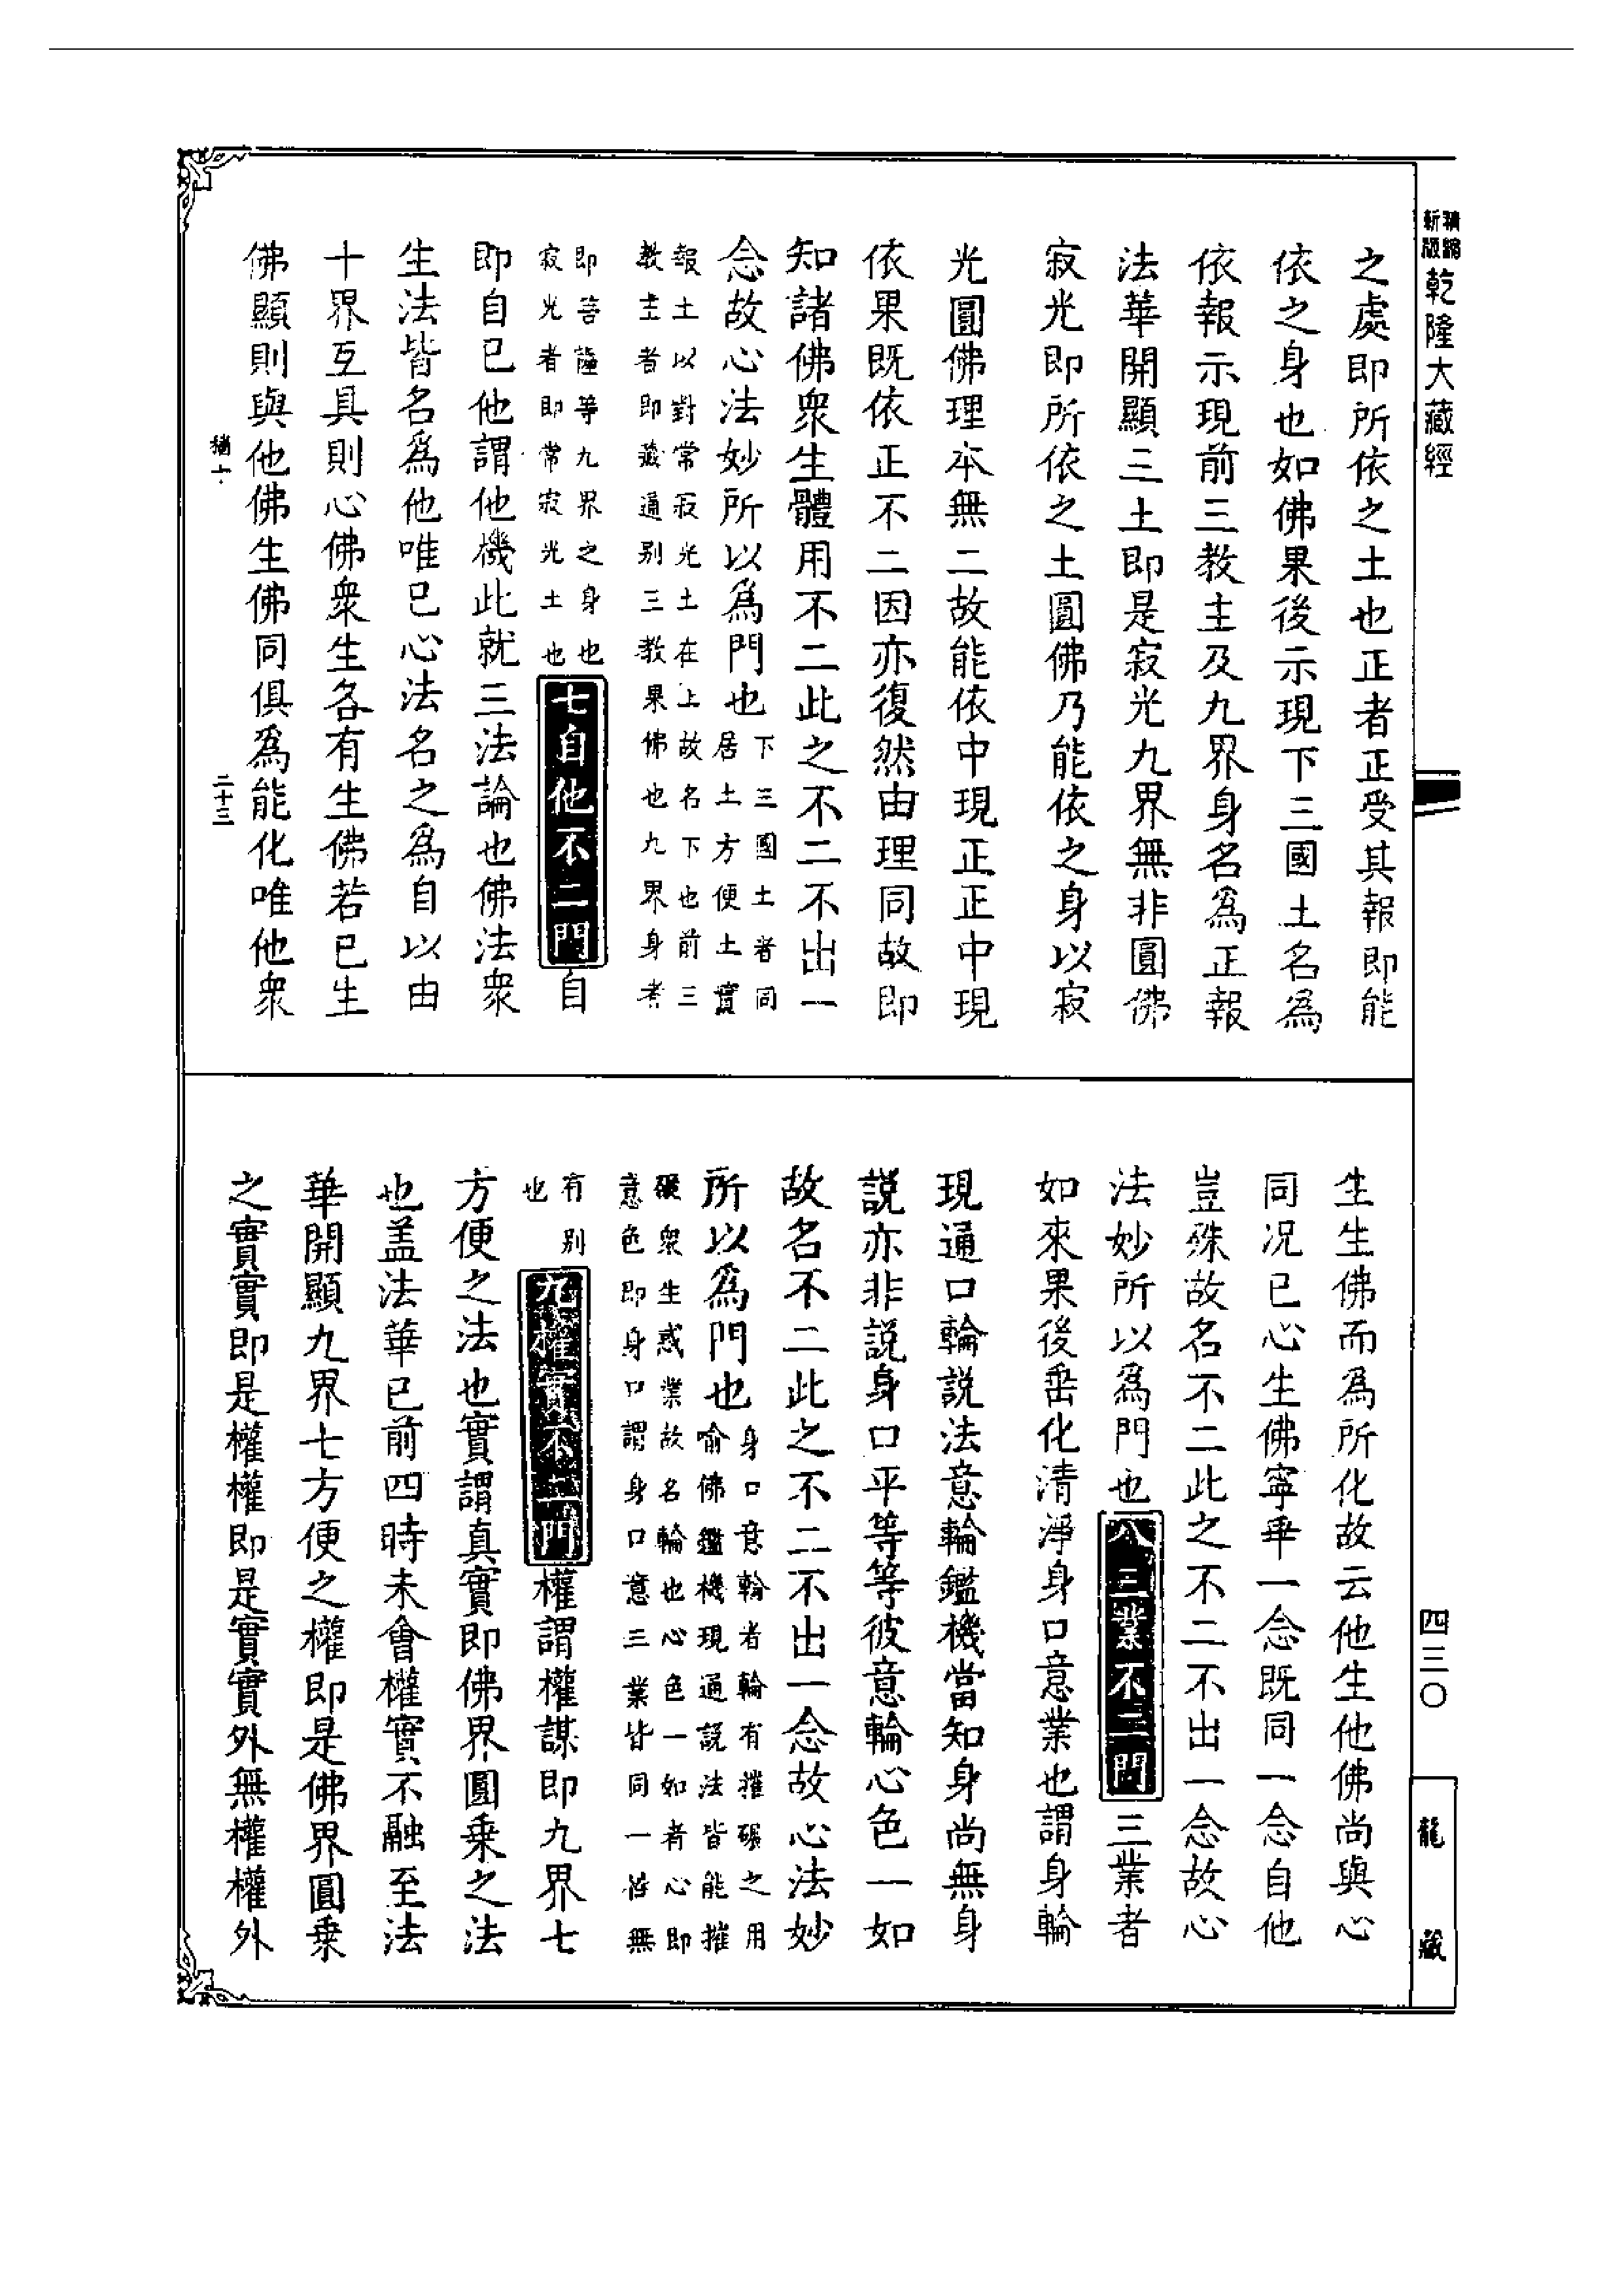 精縮
新版
乾隆大藏經
之處即所依之土也正者正受其報即能
依之身也如佛果後示現下三國土名為
依報示現前三教主及九界身名為正報
法華開顯三土即是寂光九界無非圓佛
寂光即所依之土圓佛乃能依之身以寂
光圓佛理本無二故能依中現正正中現
依果既依正不二因亦復然由理同故即
知諸佛衆生體用不二此之不二不出一
念故心法妙所以為門也下三國土者同
居土方便土實
報土以對常寂光土在上故名下也前三
教主者即藏通別三教果佛也九界身者
即菩薩等九界之身也
寂光者即常寂光土也七自他不二門自
即自已他謂他機此就三法論也佛法衆
生法皆名為他唯已心法名之為自以由
十界互具則心佛衆生各有生佛若已生
佛顯則與他佛生佛同俱為能化唯他衆
猶十
二十三
生生佛而為所化故云他生他佛尚與心
同况已心生佛寧乖一念既同一念自他
豈殊故名不二此之不二不出一念故心
法妙所以為門也八三業不二門三業者
如來果後垂化清淨身口意業也謂身輪
現通口輪説法意輪鑑機當知身尚無身
説亦非説身口平等等彼意輪心色一如
故名不二此之不二不出一念故心法妙
所以為門也身口意輪者輪有摧碾之用
喻佛鑑機現通説法皆能摧
碾衆生惑業故名輪也心色一如者心即
意色即身口謂身口意三業皆同一性無
有别
也九權實不二門權謂權謀即九界七
方便之法也實謂真實即佛界圓乗之法
也盖法華已前四時未會權實不融至法
華開顯九界七方便之權即是佛界圓乗
之實實即是權權即是實實外無權權外
四三〇
龍藏